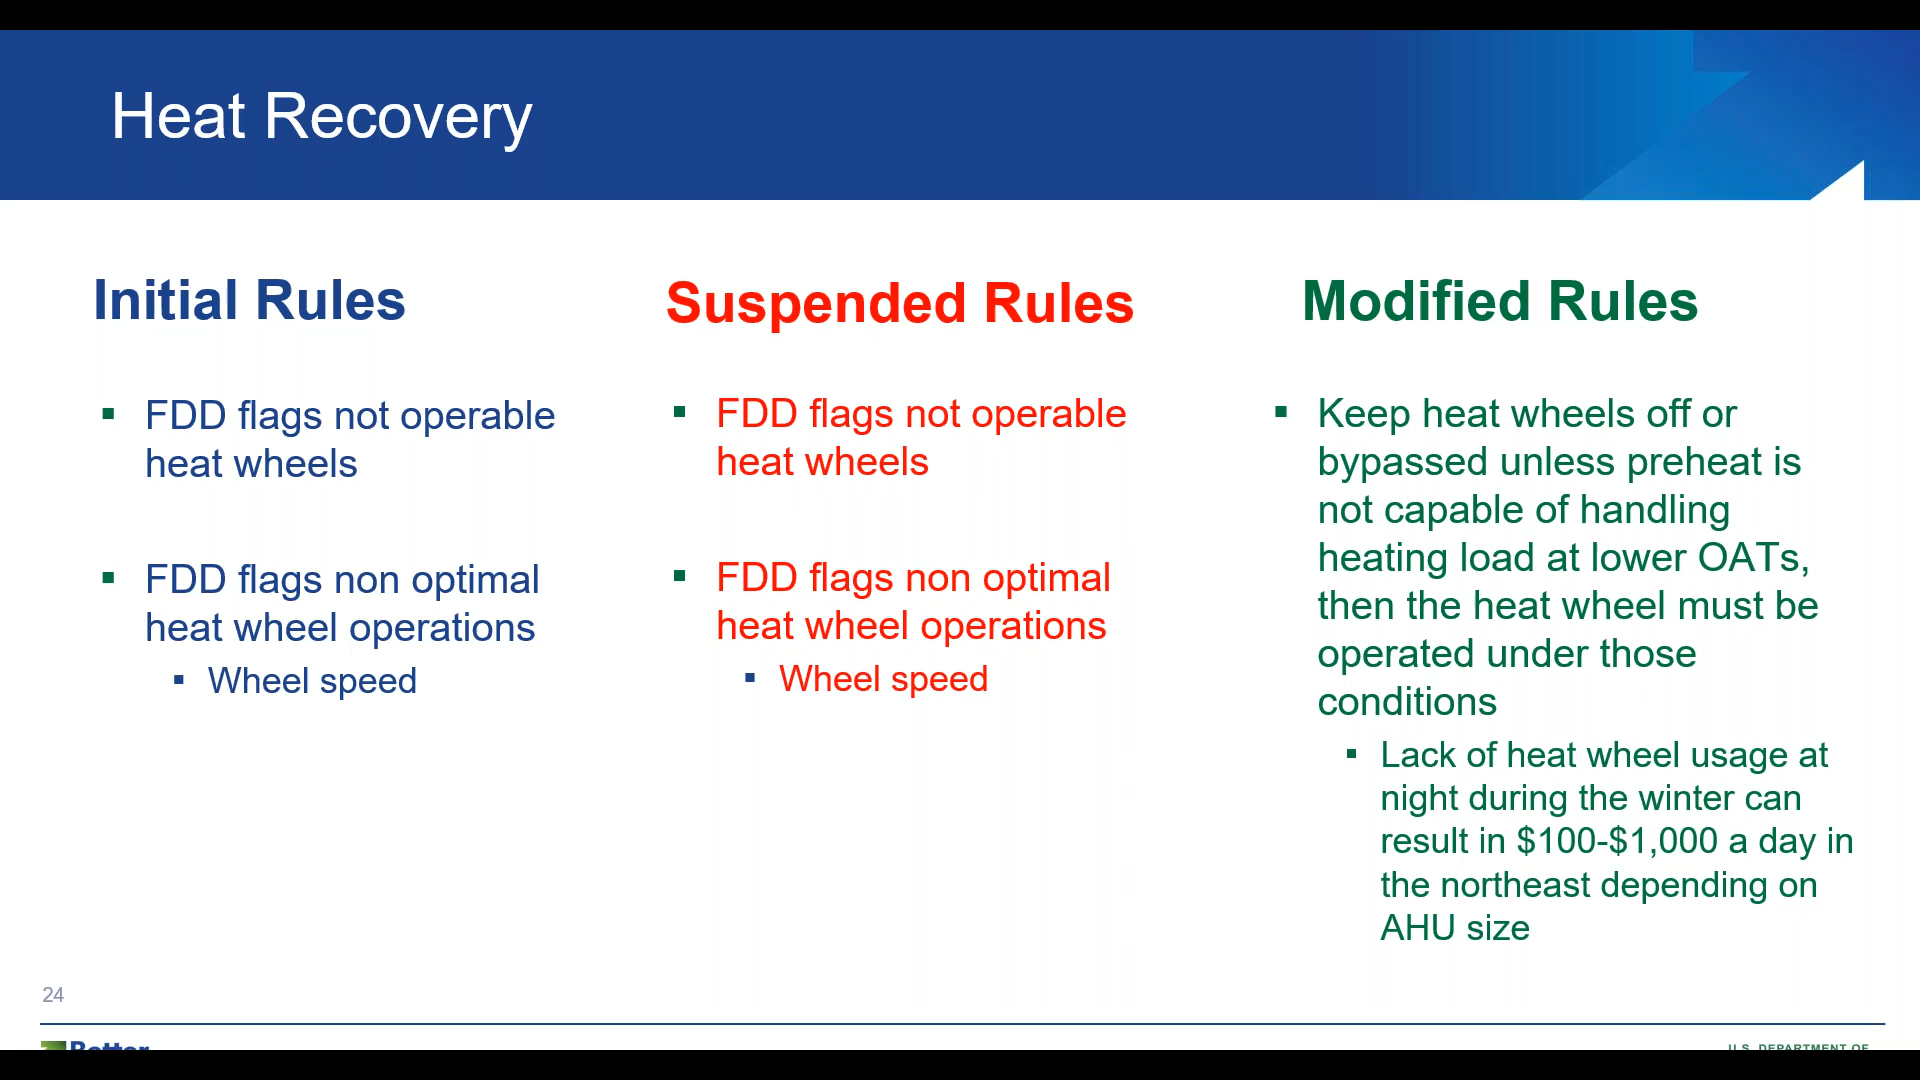 Heat Recovery
Initial Rules
FDD flags not operable
heat wheels
FDD flags non optimal
heat wheel operations
Wheel speed
Suspended Rules
FDD flags not operable
heat wheels
FDD flags non optimal
heat wheel operations
Wheel speed
Modified Rules
Keep heat wheels off or
bypassed unless preheat is
not capable of handling
heating load at lower OATs,
then the heat wheel must be
operated under those
conditions
Lack of heat wheel usage at
night during the winter can
result in $100-$1,000 a day in
the northeast depending on
AHU size
24
Better
U.S. DEPARTMENT OF